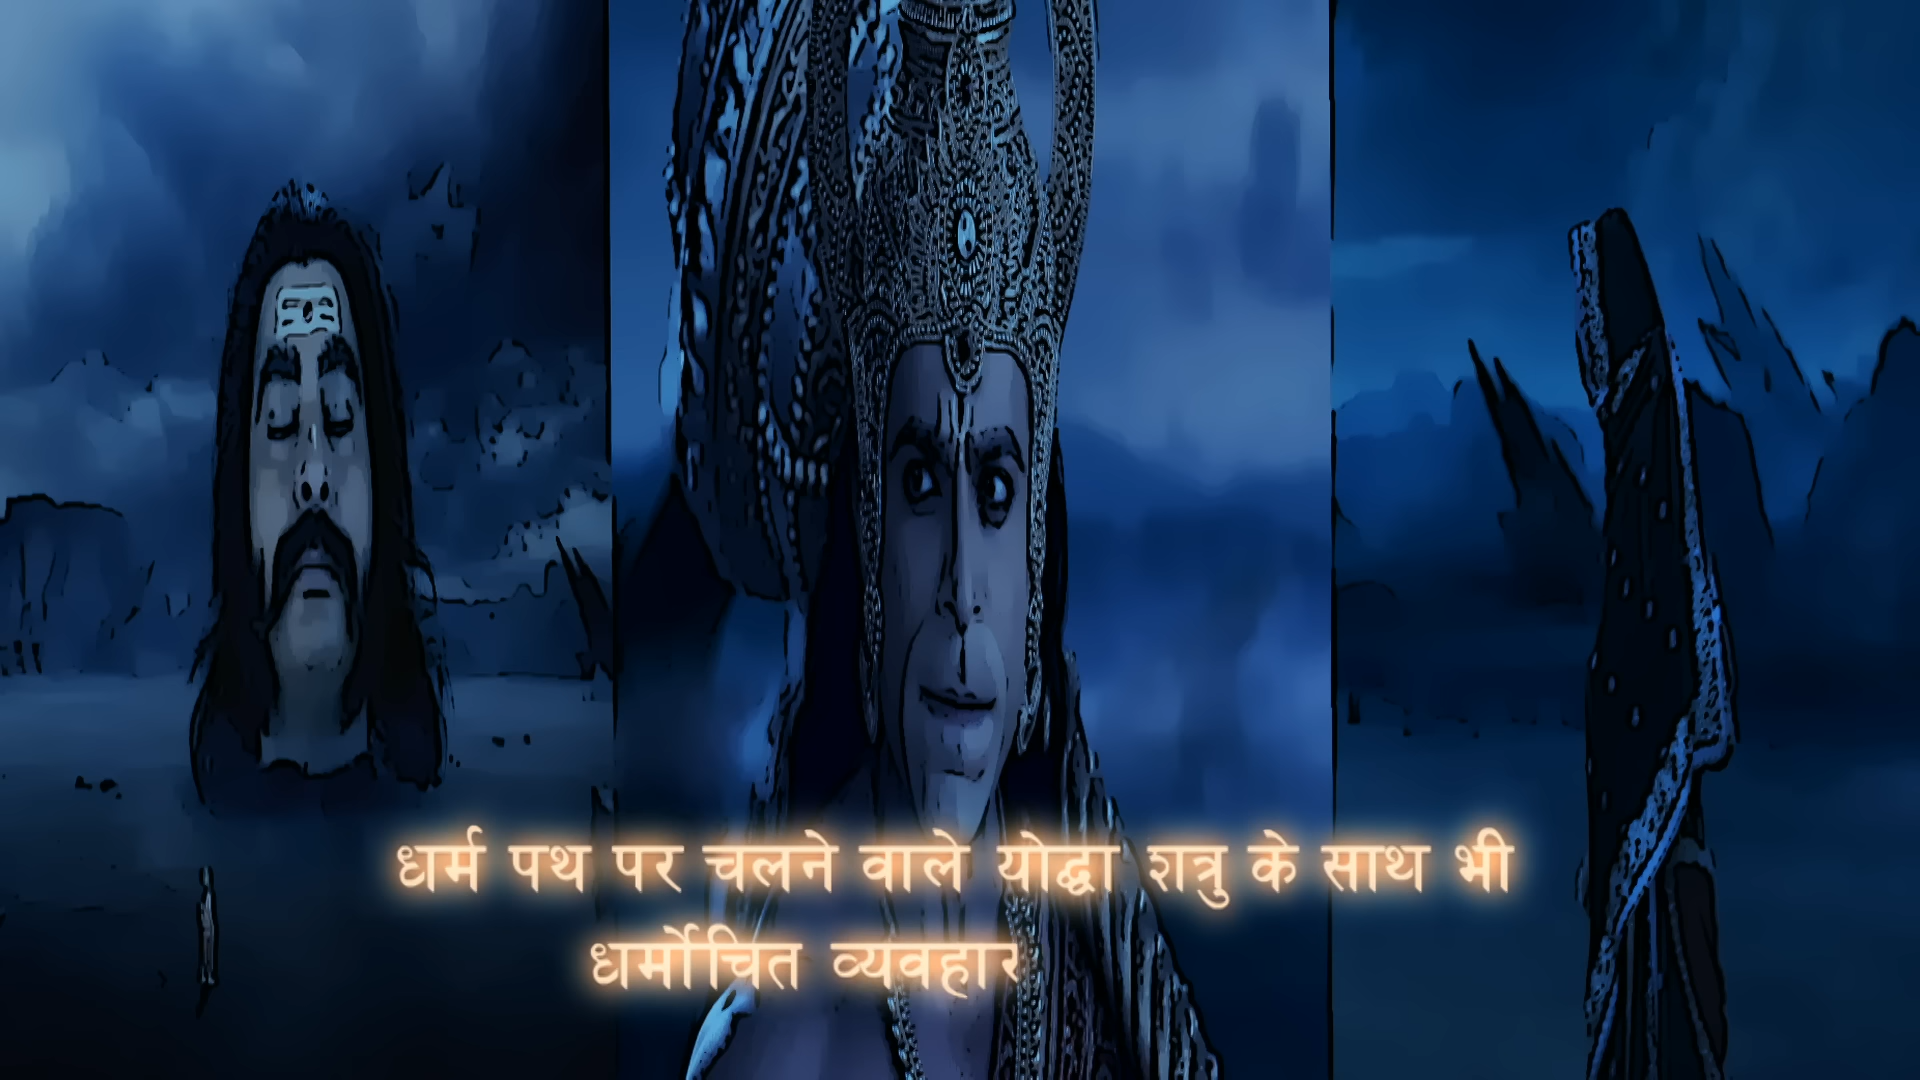 धर्म पथ पर चलने वाले योद्धा शत्रु के साथ भी
धर्मोचित व्यवहार